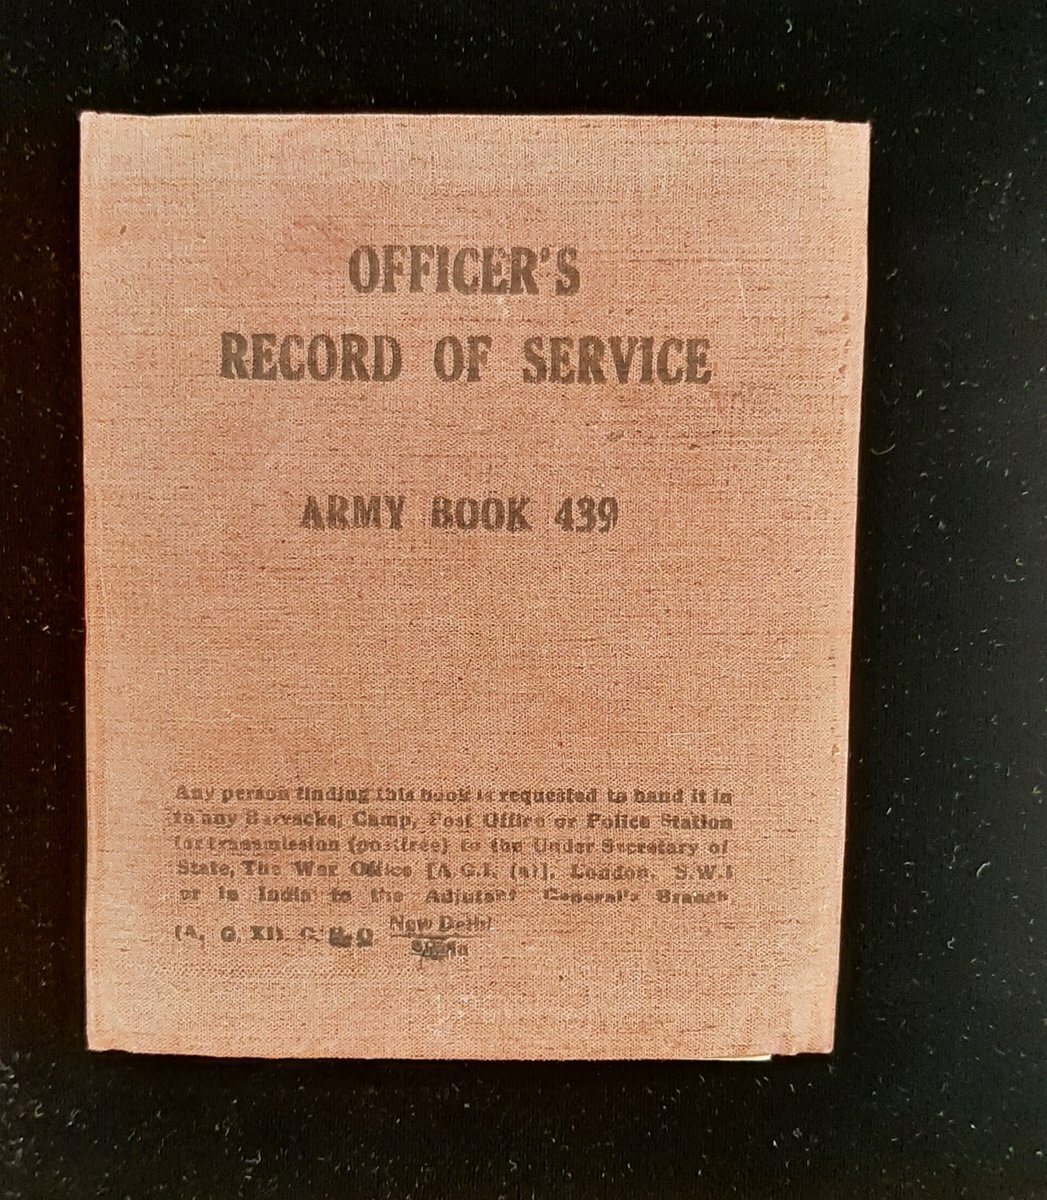 OFFICER'S
RECORD OF SERVICE
ARMY BOOK 439
Any person finding this book is requested to hand it in
to any Barracks, Camp, Post Office or Police Station
for transmission (post free) to the Under Secretary of
State, The War Office [A.G.I. (a)], London, S.W.1
or in India to the Adjutant General's Branch
(A, G, XI) G. H. Q New Delhi